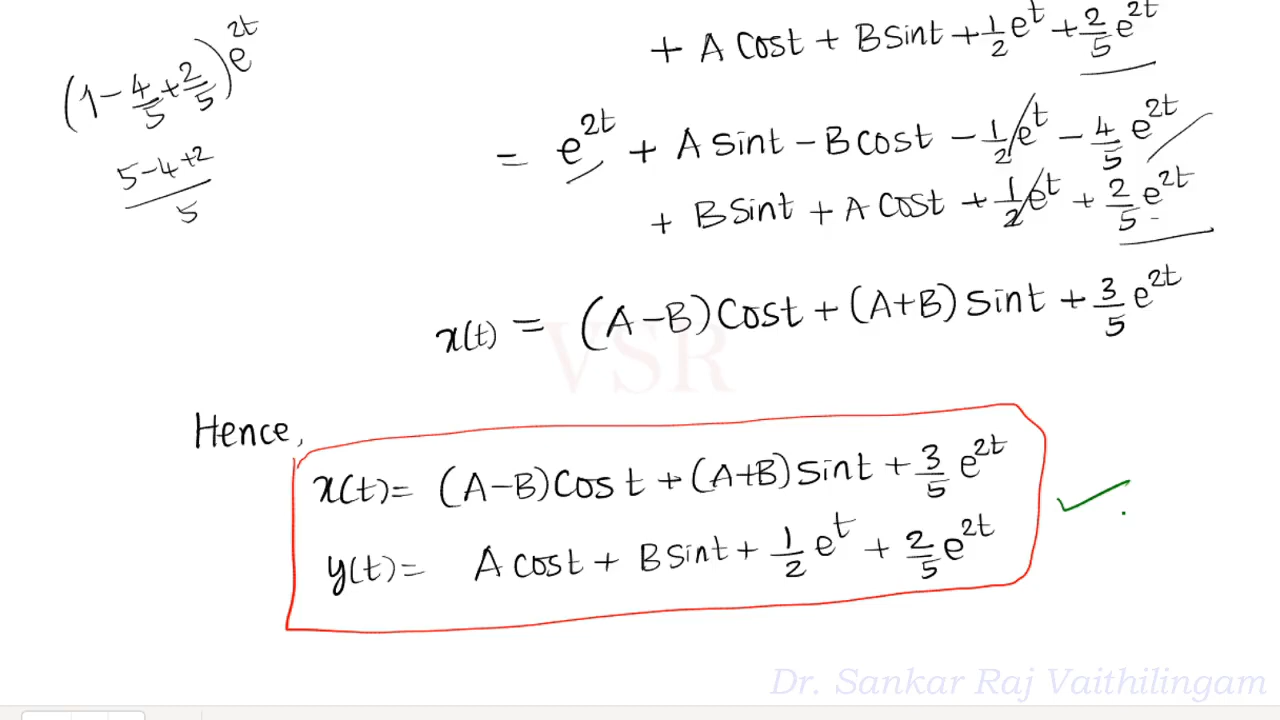 + A Cost + B Sint + 1/2 e^t + 2/5 e^2t
(1 - 4/5 + 2/5) e^2t
= e^2t + A Sint - B Cost - 1/2 e^t - 4/5 e^2t
5-4+2/5
+ B Sint + A Cost + 1/2 e^t + 2/5 e^2t
x(t) = (A-B) Cost + (A+B) Sint + 3/5 e^2t
VSR
Hence,
x(t) = (A-B) Cost + (A+B) Sint + 3/5 e^2t
y(t) = A Cost + B Sint + 1/2 e^t + 2/5 e^2t
Dr. Sankar Raj Vaithilingam